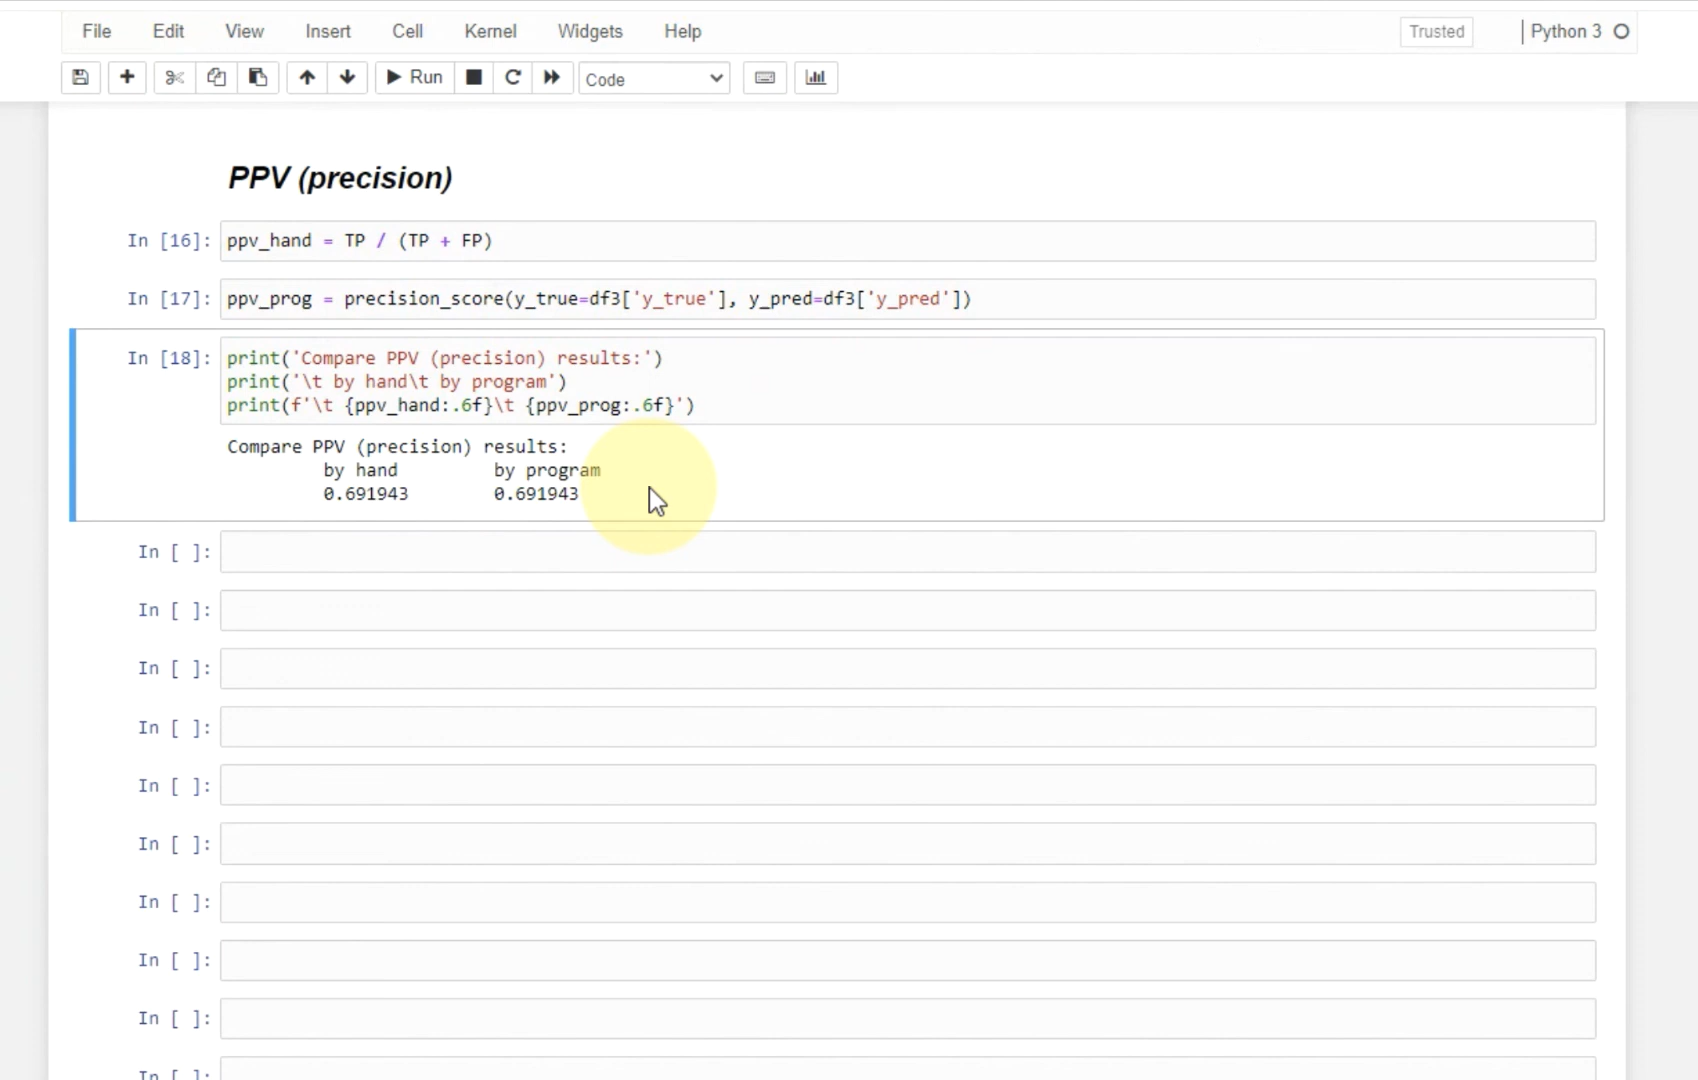 File Edit View Insert Cell Kernel Widgets Help Trusted Python 3
Run Code
PPV (precision)
In [16]: ppv_hand = TP / (TP + FP)
In [17]: ppv_prog = precision_score(y_true=df3['y_true'], y_pred=df3['y_pred'])
In [18]: print('Compare PPV (precision) results:')
print('\t by hand\t by program')
print(f'\t {ppv_hand:.6f}\t {ppv_prog:.6f}')
Compare PPV (precision) results:
by hand by program
0.691943 0.691943
In [ ]:
In [ ]:
In [ ]:
In [ ]:
In [ ]:
In [ ]:
In [ ]:
In [ ]:
In [ ]:
In [ ]: